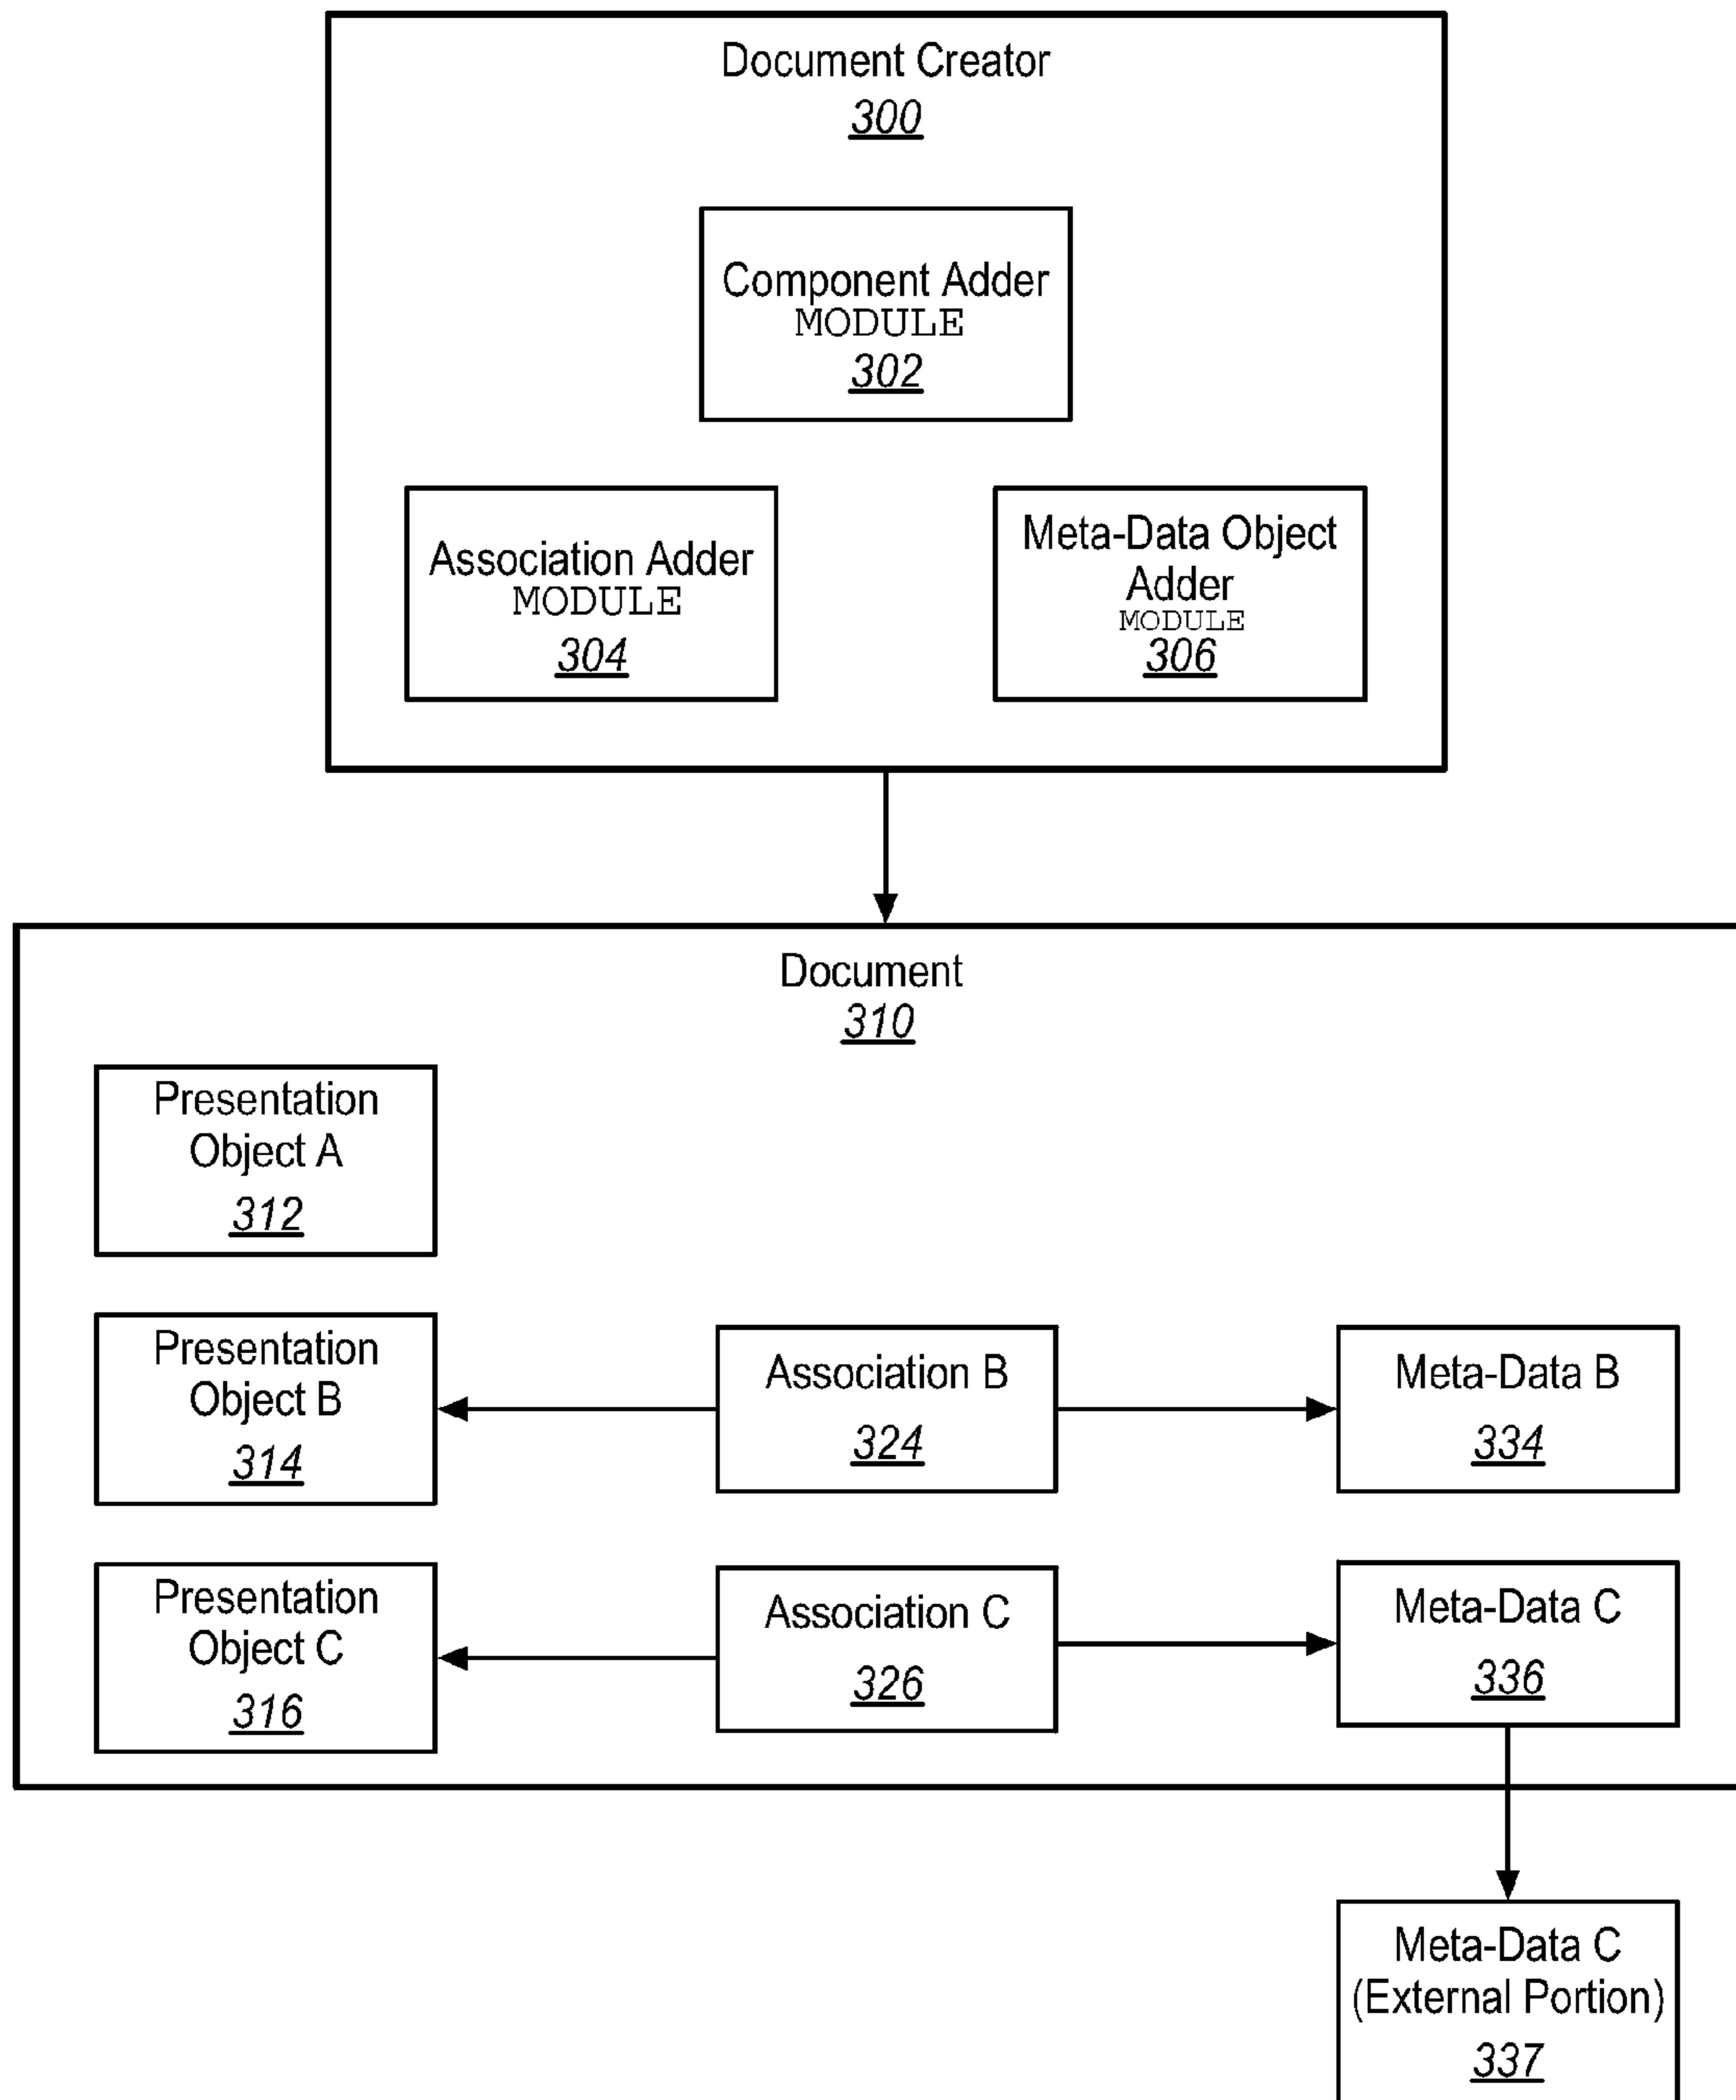 Document Creator
300
Component Adder
MODULE
302
Association Adder
MODULE
304
Meta-Data Object
Adder
MODULE
306
Document
310
Presentation
Object A
312
Presentation
Object B
314
Association B
324
Meta-Data B
334
Presentation
Object C
316
Association C
326
Meta-Data C
336
Meta-Data C
(External Portion)
337